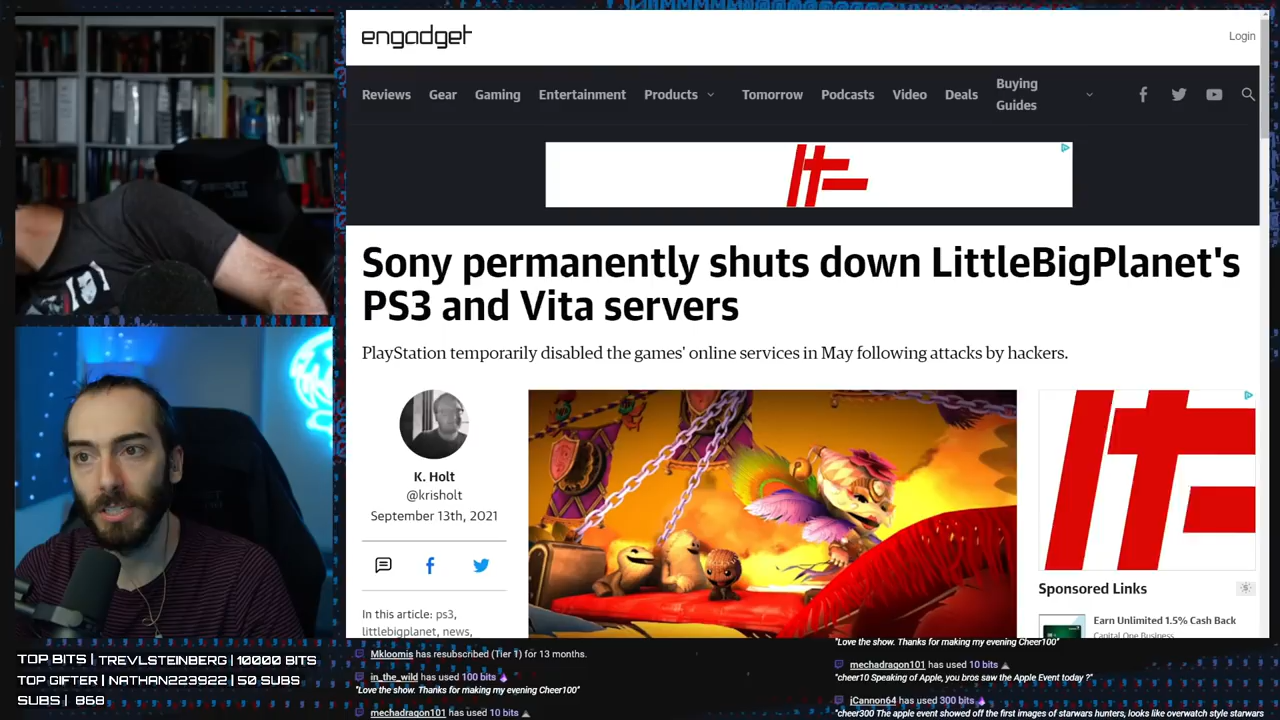 engadget
Login
Reviews Gear Gaming Entertainment Products Tomorrow Podcasts Video Deals Buying Guides
Sony permanently shuts down LittleBigPlanet's
PS3 and Vita servers
PlayStation temporarily disabled the games' online services in May following attacks by hackers.
K. Holt
@krisholt
September 13th, 2021
In this article: ps3,
littlebigplanet, news,
Sponsored Links
Earn Unlimited 1.5% Cash Back
Capital One Business
TOP BITS | TREVLSTEINBERG | 10000 BITS
TOP GIFTER | NATHAN223922 | 50 SUBS
SUBS | 868
Mkloomis has resubscribed (Tier 1) for 13 months.
in_the_wild has used 100 bits
"Love the show. Thanks for making my evening Cheer100"
mechadragon101 has used 10 bits
"Love the show. Thanks for making my evening Cheer100"
mechadragon101 has used 10 bits
"cheer10 Speaking of Apple, you bros saw the Apple Event today ?"
jCannon64 has used 300 bits
"cheer300 The apple event showed off the first images of starwars hunters, looks like overwatch style starwars